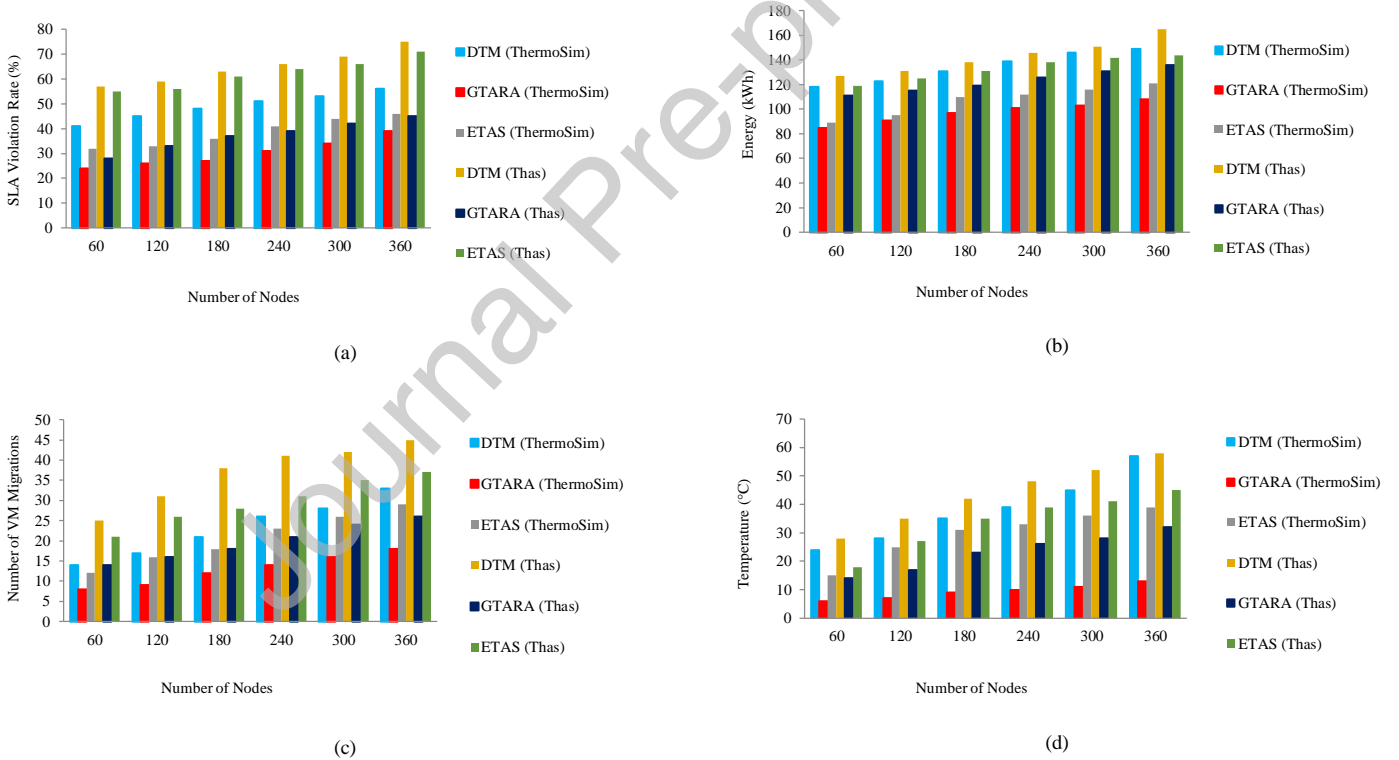 80
70
60
50
40
30
20
10
0
SLA Violation Rate (%)
60 120 180 240 300 360
Number of Nodes
DTM (ThermoSim)
GTARA (ThermoSim)
ETAS (ThermoSim)
DTM (Thas)
GTARA (Thas)
ETAS (Thas)
(a)
180
160
140
120
100
80
60
40
20
0
Energy (kWh)
60 120 180 240 300 360
Number of Nodes
DTM (ThermoSim)
GTARA (ThermoSim)
ETAS (ThermoSim)
DTM (Thas)
GTARA (Thas)
ETAS (Thas)
(b)
50
45
40
35
30
25
20
15
10
5
0
Number of VM Migrations
60 120 180 240 300 360
Number of Nodes
DTM (ThermoSim)
GTARA (ThermoSim)
ETAS (ThermoSim)
DTM (Thas)
GTARA (Thas)
ETAS (Thas)
(c)
70
60
50
40
30
20
10
0
Temperature (°C)
60 120 180 240 300 360
Number of Nodes
DTM (ThermoSim)
GTARA (ThermoSim)
ETAS (ThermoSim)
DTM (Thas)
GTARA (Thas)
ETAS (Thas)
(d)
Journal Pre-p